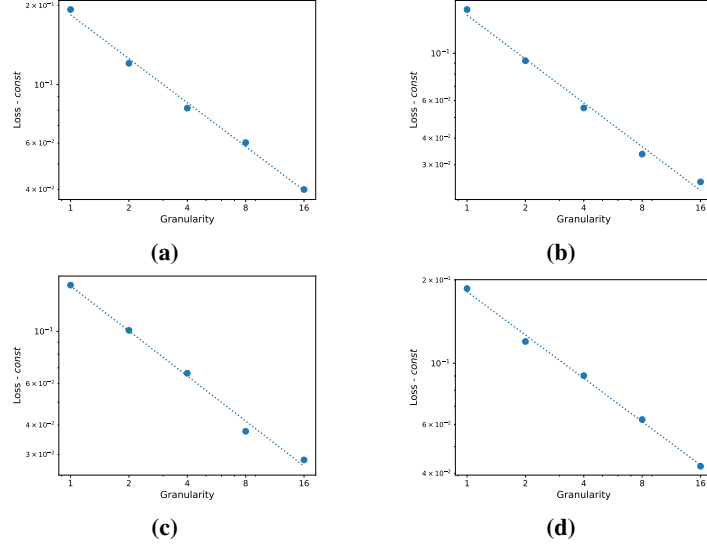 2 × 10⁻¹
10⁻¹
6 × 10⁻²
4 × 10⁻²
Loss - const
1 2 4 8 16
Granularity
(a)
10⁻¹
6 × 10⁻²
4 × 10⁻²
3 × 10⁻²
Loss - const
1 2 4 8 16
Granularity
(b)
10⁻¹
6 × 10⁻²
4 × 10⁻²
3 × 10⁻²
Loss - const
1 2 4 8 16
Granularity
(c)
2 × 10⁻¹
10⁻¹
6 × 10⁻²
4 × 10⁻²
Loss - const
1 2 4 8 16
Granularity
(d)